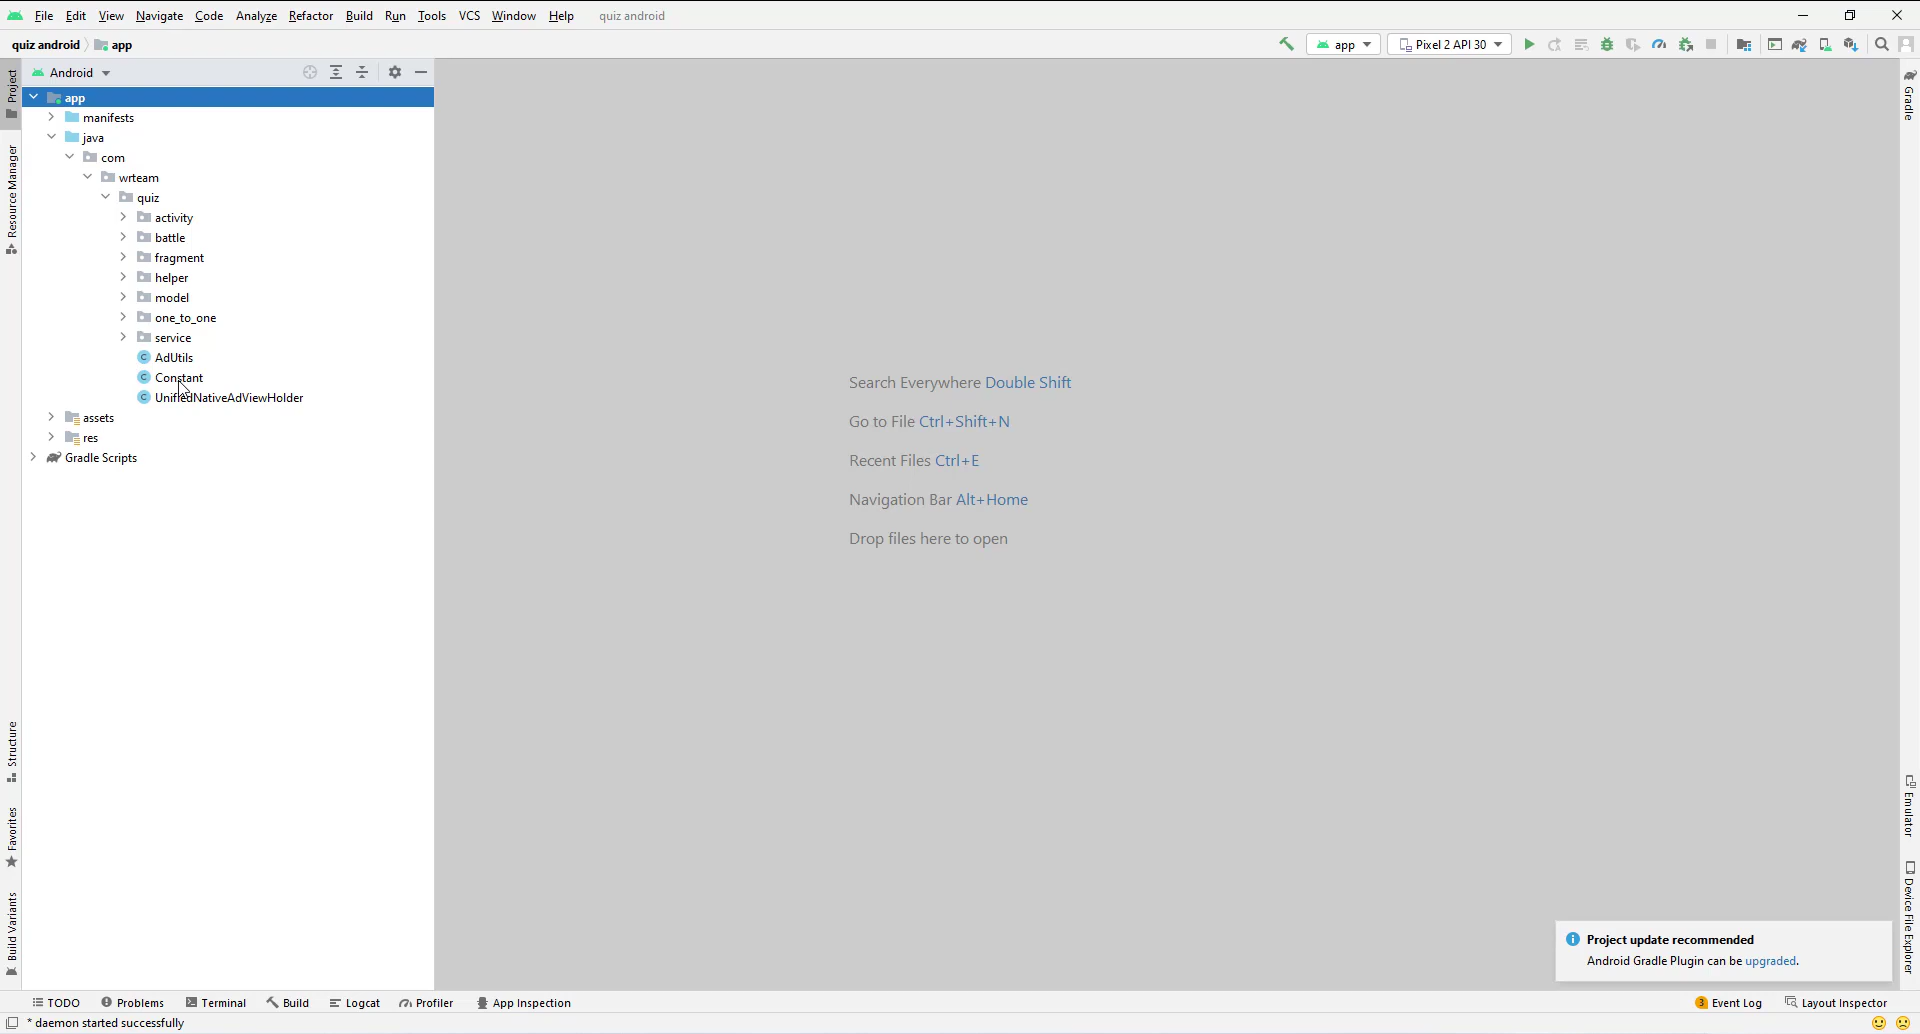 File Edit View Navigate Code Analyze Refactor Build Run Tools VCS Window Help quiz android
quiz android app
app Pixel 2 API 30
Android
Project
Resource Manager
Structure
Favorites
Build Variants
app
manifests
java
com
wrteam
quiz
activity
battle
fragment
helper
model
one_to_one
service
AdUtils
Constant
UnifiedNativeAdViewHolder
assets
res
Gradle Scripts
Search Everywhere Double Shift
Go to File Ctrl+Shift+N
Recent Files Ctrl+E
Navigation Bar Alt+Home
Drop files here to open
Gradle
Emulator
Device File Explorer
Project update recommended
Android Gradle Plugin can be upgraded.
TODO Problems Terminal Build Logcat Profiler App Inspection 3 Event Log Layout Inspector
* daemon started successfully